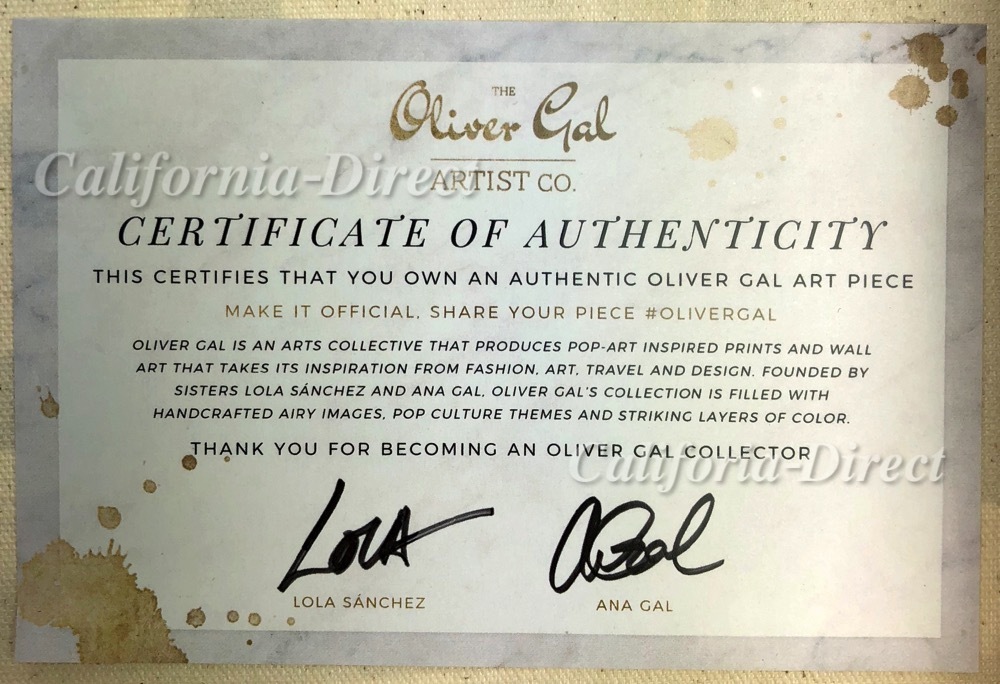 THE
Oliver Gal
ARTIST CO.
California-Direct
CERTIFICATE OF AUTHENTICITY
THIS CERTIFIES THAT YOU OWN AN AUTHENTIC OLIVER GAL ART PIECE
MAKE IT OFFICIAL, SHARE YOUR PIECE #OLIVERGAL
OLIVER GAL IS AN ARTS COLLECTIVE THAT PRODUCES POP-ART INSPIRED PRINTS AND WALL
ART THAT TAKES ITS INSPIRATION FROM FASHION, ART, TRAVEL AND DESIGN. FOUNDED BY
SISTERS LOLA SÁNCHEZ AND ANA GAL, OLIVER GAL'S COLLECTION IS FILLED WITH
HANDCRAFTED AIRY IMAGES, POP CULTURE THEMES AND STRIKING LAYERS OF COLOR.
THANK YOU FOR BECOMING AN OLIVER GAL COLLECTOR
Califoria-Direct
LOLA
LOLA SÁNCHEZ
ANA GAL